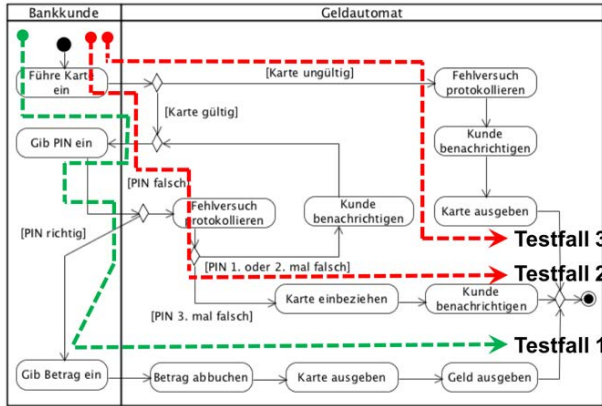 Bankkunde
Geldautomat
Führe Karte
ein
[Karte ungültig]
Fehlversuch
protokollieren
[Karte gültig]
Gib PIN ein
Kunde
benachrichtigen
[PIN falsch]
Fehlversuch
protokollieren
Kunde
benachrichtigen
Karte ausgeben
[PIN richtig]
Testfall 3
[PIN 1. oder 2. mal falsch]
Testfall 2
Karte einbeziehen
Kunde
benachrichtigen
[PIN 3. mal falsch]
Testfall 1
Gib Betrag ein
Betrag abbuchen
Karte ausgeben
Geld ausgeben